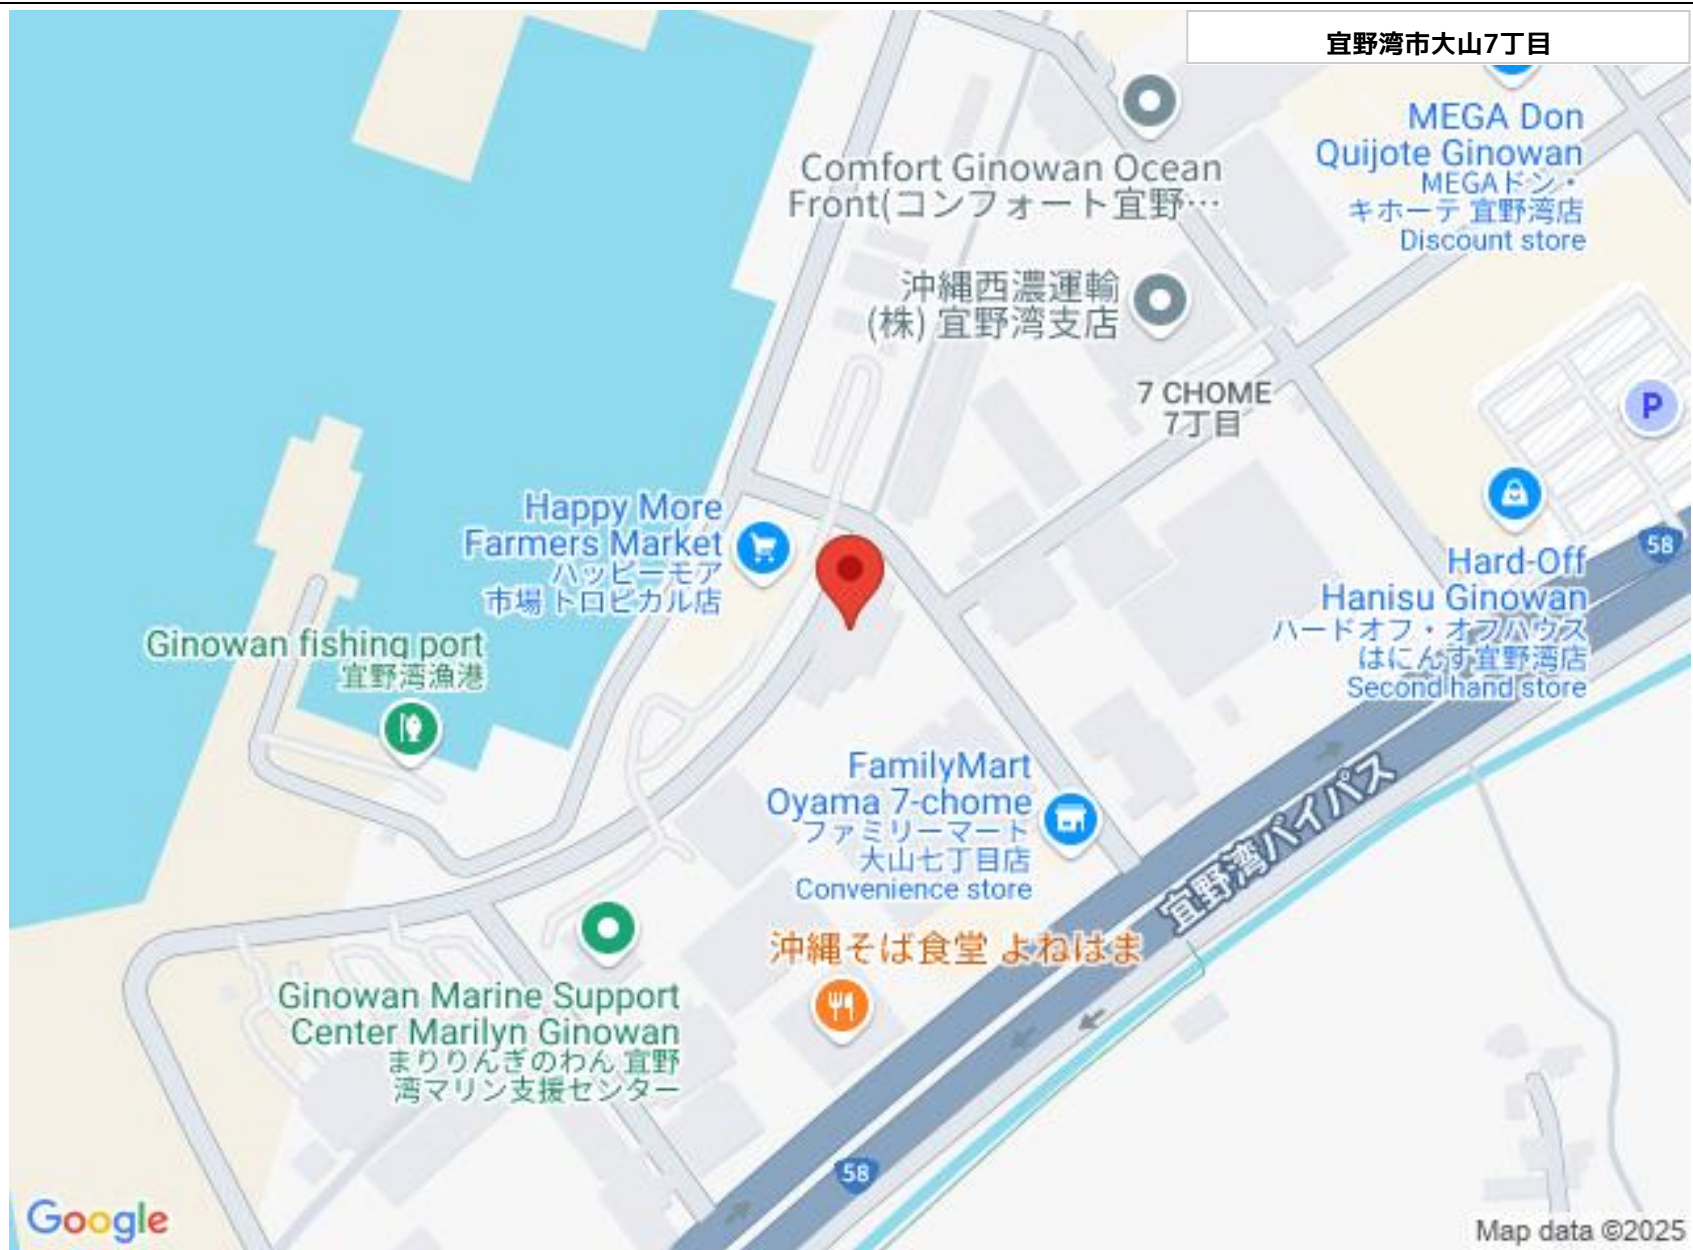 宜野湾市大山7丁目
MEGA Don
Quijote Ginowan
MEGAドン・
キホーテ 宜野湾店
Discount store
Comfort Ginowan Ocean
Front(コンフォート宜野…
沖縄西濃運輸
(株) 宜野湾支店
7 CHOME
7丁目
P
Happy More
Farmers Market
ハッピーモア
市場 トロピカル店
58
Hard-Off
Hanisu Ginowan
ハードオフ・オフハウス
はにんす宜野湾店
Second hand store
Ginowan fishing port
宜野湾漁港
FamilyMart
Oyama 7-chome
ファミリーマート
大山七丁目店
Convenience store
宜野湾バイパス
沖縄そば食堂 よねはま
Ginowan Marine Support
Center Marilyn Ginowan
まりりんぎのわん 宜野
湾マリン支援センター
58
Google
Map data ©2025